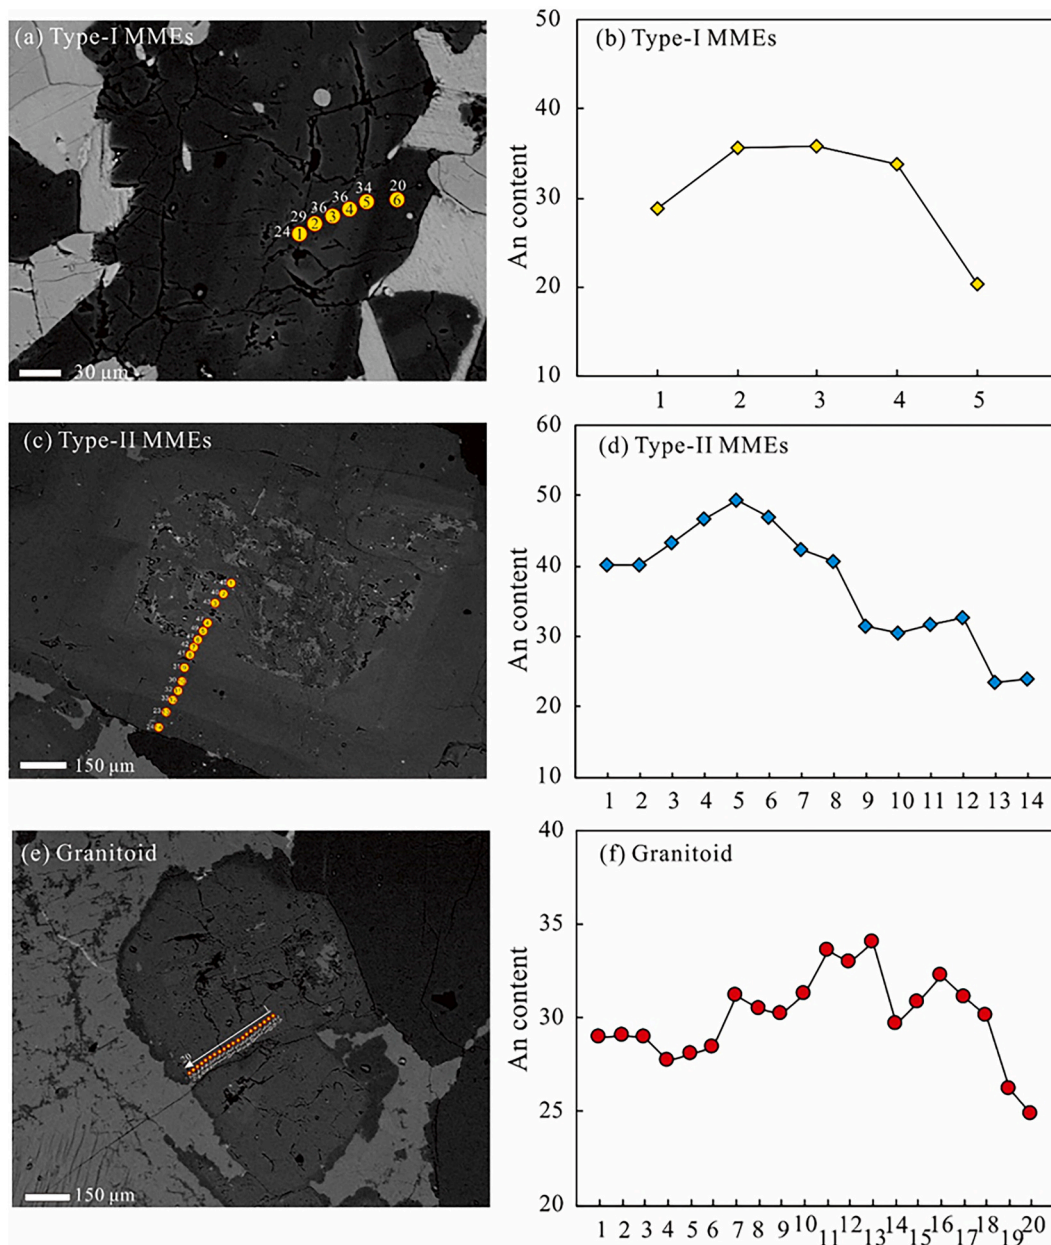 (a) Type-I MMEs
24 29 36 36 34 20
1 2 3 4 5 6
30 µm
(b) Type-I MMEs
An content
50
40
30
20
10
1 2 3 4 5
(c) Type-II MMEs
150 µm
(d) Type-II MMEs
An content
60
50
40
30
20
10
1 2 3 4 5 6 7 8 9 10 11 12 13 14
(e) Granitoid
1
20
150 µm
(f) Granitoid
An content
40
35
30
25
20
1 2 3 4 5 6 7 8 9 10 11 12 13 14 15 16 17 18 19 20